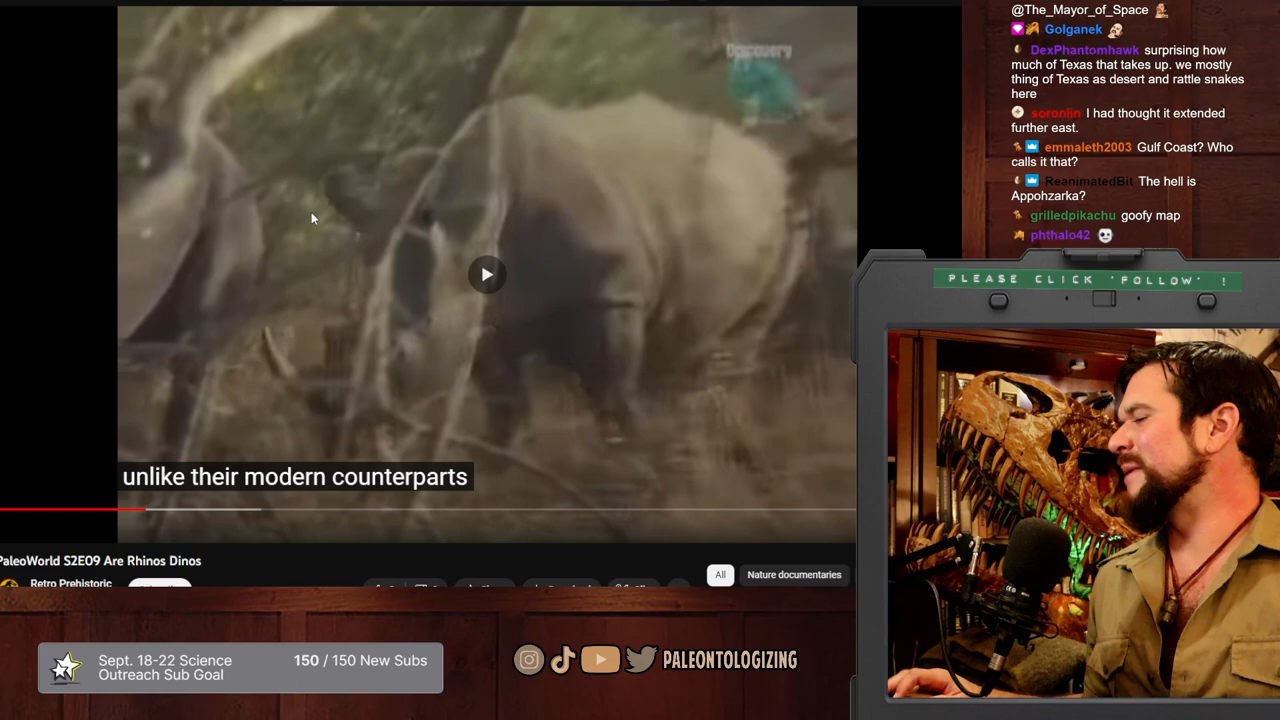 @The_Mayor_of_Space
Golganek
DexPhantomhawk surprising how
much of Texas that takes up. we mostly
thing of Texas as desert and rattle snakes
here
soronlin I had thought it extended
further east.
emmaleth2003 Gulf Coast? Who
calls it that?
ReanimatedBit The hell is
Appohzarka?
grilledpikachu goofy map
phthalo42
Discovery
PLEASE CLICK 'FOLLOW' !
unlike their modern counterparts
PaleoWorld S2E09 Are Rhinos Dinos
Retro Prehistoric
All
Nature documentaries
Sept. 18-22 Science
Outreach Sub Goal
150 / 150 New Subs
PALEONTOLOGIZING